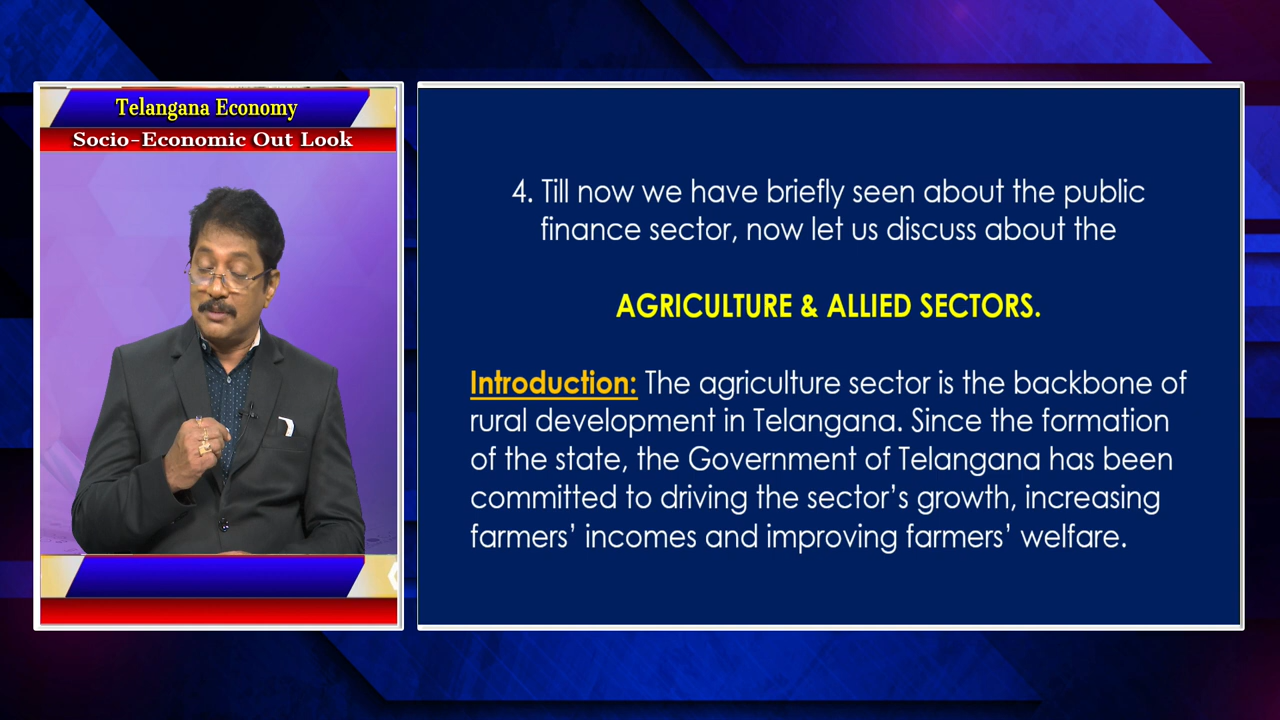 Telangana Economy
Socio-Economic Out Look
4. Till now we have briefly seen about the public
finance sector, now let us discuss about the
AGRICULTURE & ALLIED SECTORS.
Introduction: The agriculture sector is the backbone of
rural development in Telangana. Since the formation
of the state, the Government of Telangana has been
committed to driving the sector's growth, increasing
farmers' incomes and improving farmers' welfare.